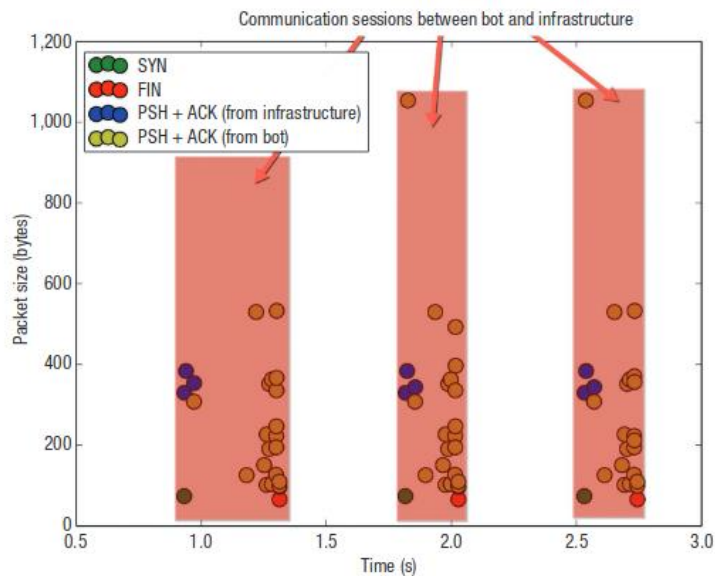 Communication sessions between bot and infrastructure
1,200
SYN
FIN
PSH + ACK (from infrastructure)
PSH + ACK (from bot)
1,000
800
600
400
200
0
Packet size (bytes)
0.5
1.0
1.5
2.0
2.5
3.0
Time (s)